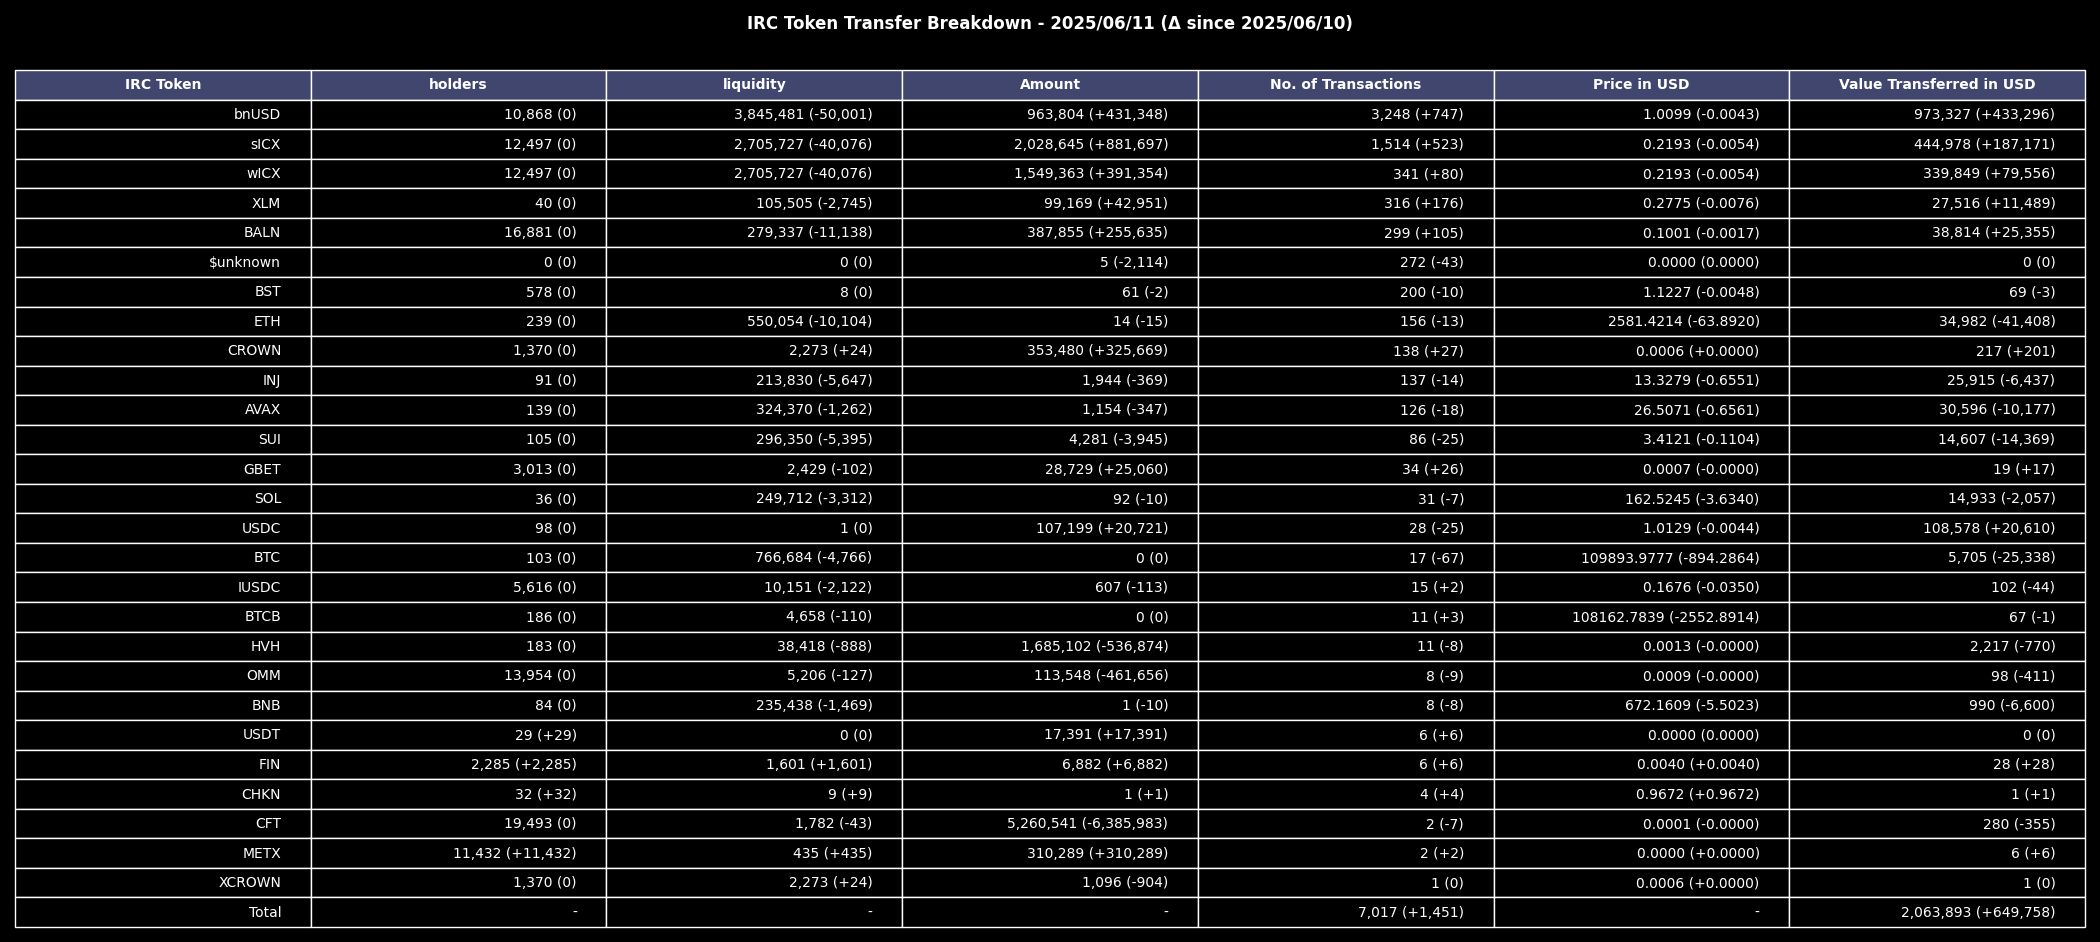 IRC Token Transfer Breakdown - 2025/06/11 (Δ since 2025/06/10)
IRC Token holders liquidity Amount No. of Transactions Price in USD Value Transferred in USD
bnUSD 10,868 (0) 3,845,481 (-50,001) 963,804 (+431,348) 3,248 (+747) 1.0099 (-0.0043) 973,327 (+433,296)
sICX 12,497 (0) 2,705,727 (-40,076) 2,028,645 (+881,697) 1,514 (+523) 0.2193 (-0.0054) 444,978 (+187,171)
wICX 12,497 (0) 2,705,727 (-40,076) 1,549,363 (+391,354) 341 (+80) 0.2193 (-0.0054) 339,849 (+79,556)
XLM 40 (0) 105,505 (-2,745) 99,169 (+42,951) 316 (+176) 0.2775 (-0.0076) 27,516 (+11,489)
BALN 16,881 (0) 279,337 (-11,138) 387,855 (+255,635) 299 (+105) 0.1001 (-0.0017) 38,814 (+25,355)
$unknown 0 (0) 0 (0) 5 (-2,114) 272 (-43) 0.0000 (0.0000) 0 (0)
BST 578 (0) 8 (0) 61 (-2) 200 (-10) 1.1227 (-0.0048) 69 (-3)
ETH 239 (0) 550,054 (-10,104) 14 (-15) 156 (-13) 2581.4214 (-63.8920) 34,982 (-41,408)
CROWN 1,370 (0) 2,273 (+24) 353,480 (+325,669) 138 (+27) 0.0006 (+0.0000) 217 (+201)
INJ 91 (0) 213,830 (-5,647) 1,944 (-369) 137 (-14) 13.3279 (-0.6551) 25,915 (-6,437)
AVAX 139 (0) 324,370 (-1,262) 1,154 (-347) 126 (-18) 26.5071 (-0.6561) 30,596 (-10,177)
SUI 105 (0) 296,350 (-5,395) 4,281 (-3,945) 86 (-25) 3.4121 (-0.1104) 14,607 (-14,369)
GBET 3,013 (0) 2,429 (-102) 28,729 (+25,060) 34 (+26) 0.0007 (-0.0000) 19 (+17)
SOL 36 (0) 249,712 (-3,312) 92 (-10) 31 (-7) 162.5245 (-3.6340) 14,933 (-2,057)
USDC 98 (0) 1 (0) 107,199 (+20,721) 28 (-25) 1.0129 (-0.0044) 108,578 (+20,610)
BTC 103 (0) 766,684 (-4,766) 0 (0) 17 (-67) 109893.9777 (-894.2864) 5,705 (-25,338)
IUSDC 5,616 (0) 10,151 (-2,122) 607 (-113) 15 (+2) 0.1676 (-0.0350) 102 (-44)
BTCB 186 (0) 4,658 (-110) 0 (0) 11 (+3) 108162.7839 (-2552.8914) 67 (-1)
HVH 183 (0) 38,418 (-888) 1,685,102 (-536,874) 11 (-8) 0.0013 (-0.0000) 2,217 (-770)
OMM 13,954 (0) 5,206 (-127) 113,548 (-461,656) 8 (-9) 0.0009 (-0.0000) 98 (-411)
BNB 84 (0) 235,438 (-1,469) 1 (-10) 8 (-8) 672.1609 (-5.5023) 990 (-6,600)
USDT 29 (+29) 0 (0) 17,391 (+17,391) 6 (+6) 0.0000 (0.0000) 0 (0)
FIN 2,285 (+2,285) 1,601 (+1,601) 6,882 (+6,882) 6 (+6) 0.0040 (+0.0040) 28 (+28)
CHKN 32 (+32) 9 (+9) 1 (+1) 4 (+4) 0.9672 (+0.9672) 1 (+1)
CFT 19,493 (0) 1,782 (-43) 5,260,541 (-6,385,983) 2 (-7) 0.0001 (-0.0000) 280 (-355)
METX 11,432 (+11,432) 435 (+435) 310,289 (+310,289) 2 (+2) 0.0000 (+0.0000) 6 (+6)
XCROWN 1,370 (0) 2,273 (+24) 1,096 (-904) 1 (0) 0.0006 (+0.0000) 1 (0)
Total - - - 7,017 (+1,451) - 2,063,893 (+649,758)